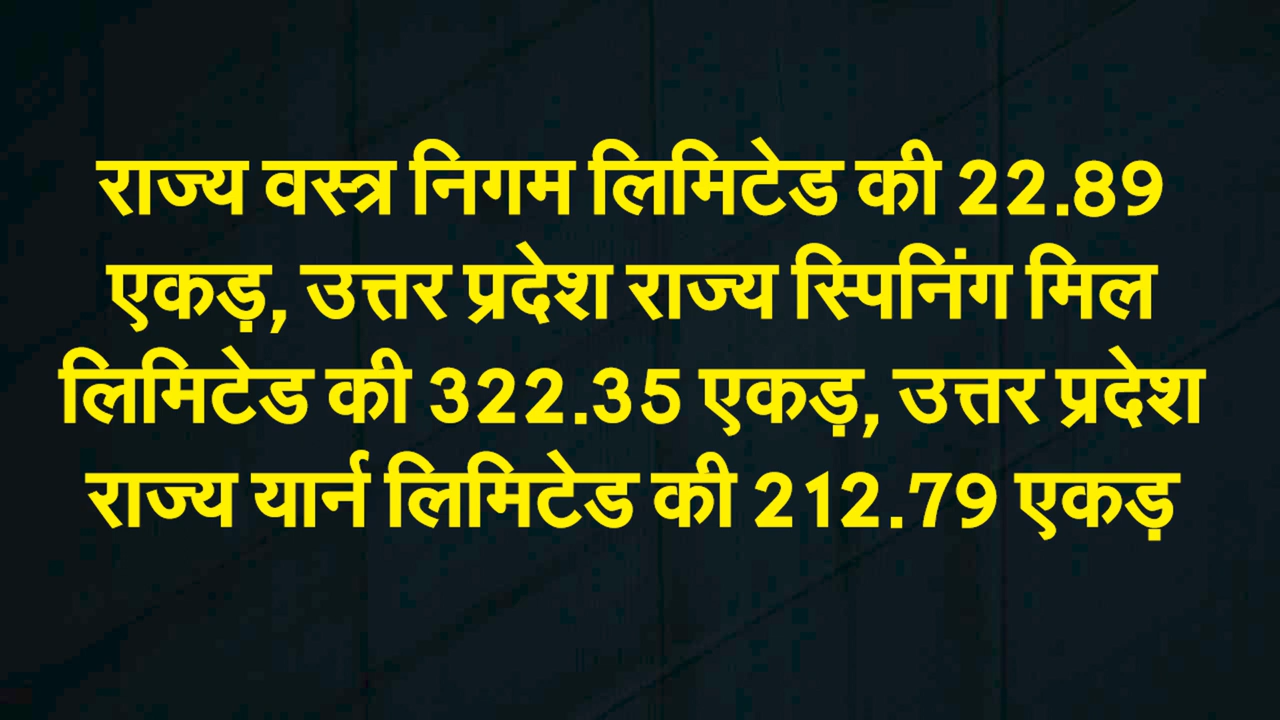 राज्य वस्त्र निगम लिमिटेड की 22.89
एकड़, उत्तर प्रदेश राज्य स्पिनिंग मिल
लिमिटेड की 322.35 एकड़, उत्तर प्रदेश
राज्य यार्न लिमिटेड की 212.79 एकड़